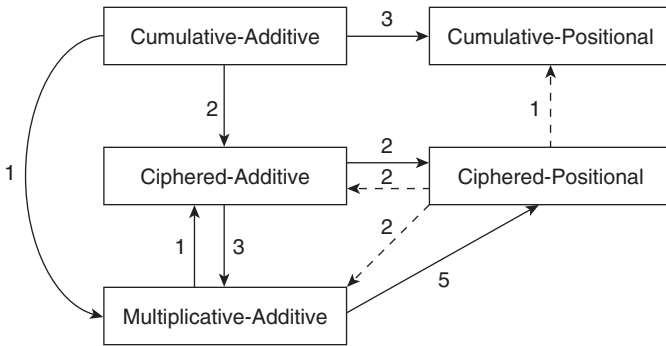 Cumulative-Additive
3
Cumulative-Positional
2
1
1
Ciphered-Additive
2
2
Ciphered-Positional
2
1
3
5
Multiplicative-Additive